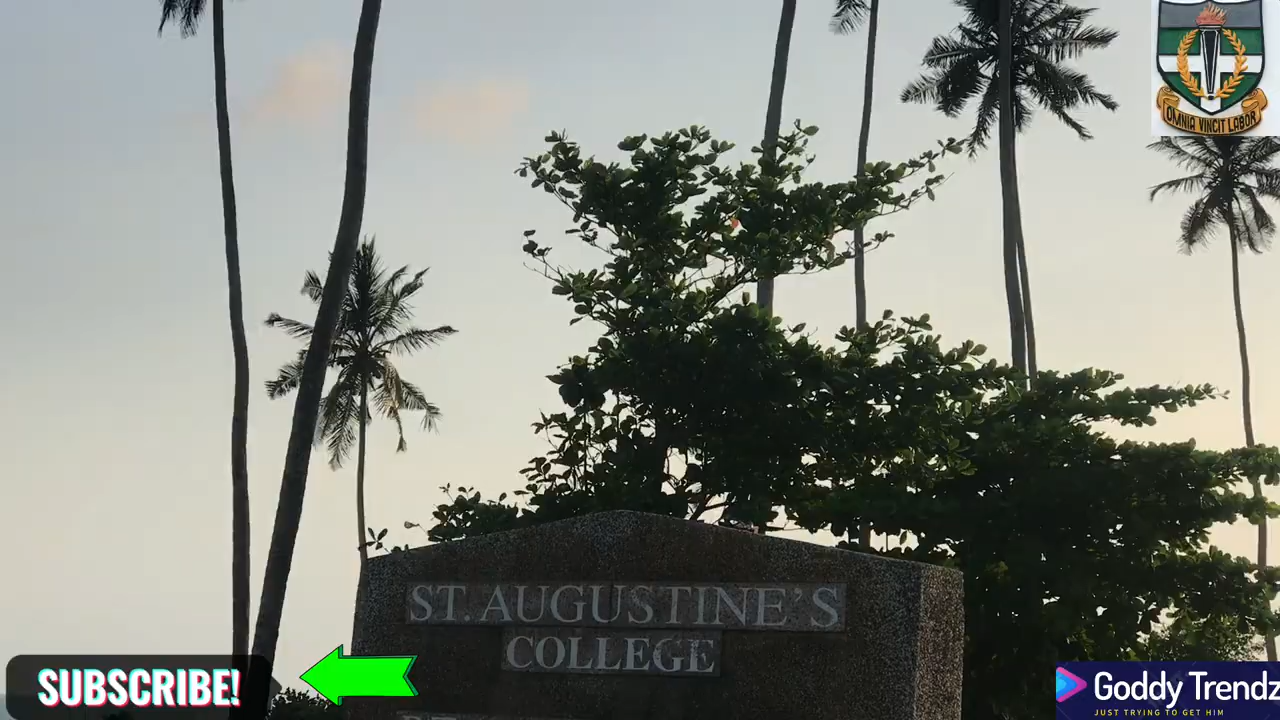 OMNIA VINCIT LABOR
ST. AUGUSTINE'S
COLLEGE
SUBSCRIBE!
Goddy Trendz
JUST TRYING TO GET HIM